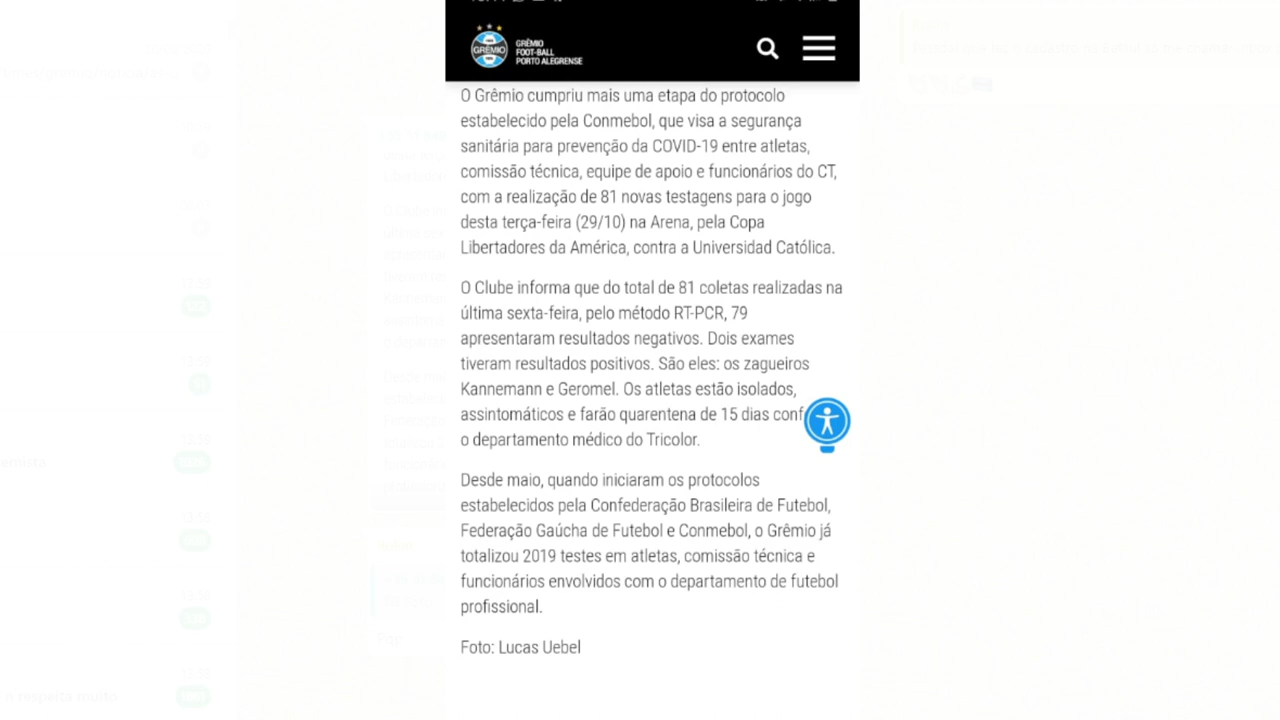 GRÊMIO
GRÊMIO
FOOT-BALL
PORTO ALEGRENSE
O Grêmio cumpriu mais uma etapa do protocolo
estabelecido pela Conmebol, que visa a segurança
sanitária para prevenção da COVID-19 entre atletas,
comissão técnica, equipe de apoio e funcionários do CT,
com a realização de 81 novas testagens para o jogo
desta terça-feira (29/10) na Arena, pela Copa
Libertadores da América, contra a Universidad Católica.
O Clube informa que do total de 81 coletas realizadas na
última sexta-feira, pelo método RT-PCR, 79
apresentaram resultados negativos. Dois exames
tiveram resultados positivos. São eles: os zagueiros
Kannemann e Geromel. Os atletas estão isolados,
assintomáticos e farão quarentena de 15 dias conf
o departamento médico do Tricolor.
Desde maio, quando iniciaram os protocolos
estabelecidos pela Confederação Brasileira de Futebol,
Federação Gaúcha de Futebol e Conmebol, o Grêmio já
totalizou 2019 testes em atletas, comissão técnica e
funcionários envolvidos com o departamento de futebol
profissional.
Foto: Lucas Uebel
o respeita muito